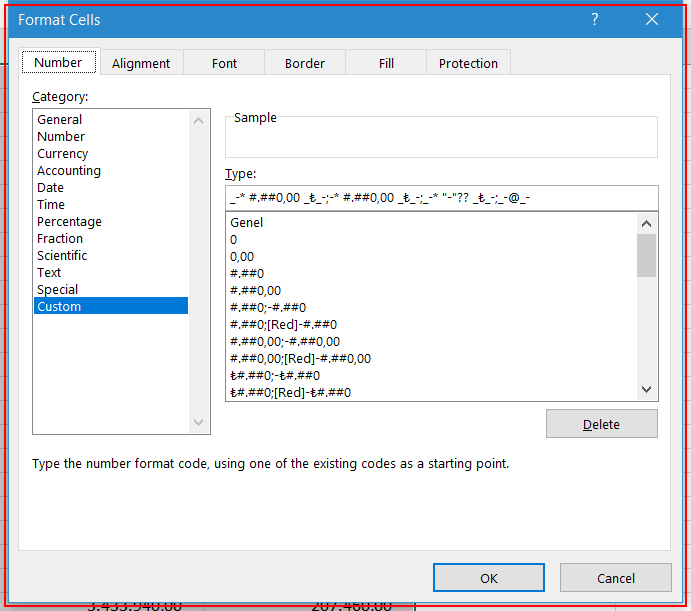 Format Cells ?
Number Alignment Font Border Fill Protection
Category:
General
Number
Currency
Accounting
Date
Time
Percentage
Fraction
Scientific
Text
Special
Custom
Sample
Type:
_-* #.##0,00 _₺_-;-* #.##0,00 _₺_-;_-* "-"?? _₺_-;_-@_-
Genel
0
0,00
#.##0
#.##0,00
#.##0;-#.##0
#.##0;[Red]-#.##0
#.##0,00;-#.##0,00
#.##0,00;[Red]-#.##0,00
₺#.##0;-₺#.##0
₺#.##0;[Red]-₺#.##0
Delete
Type the number format code, using one of the existing codes as a starting point.
OK Cancel
3.433.940.00 207.460.00